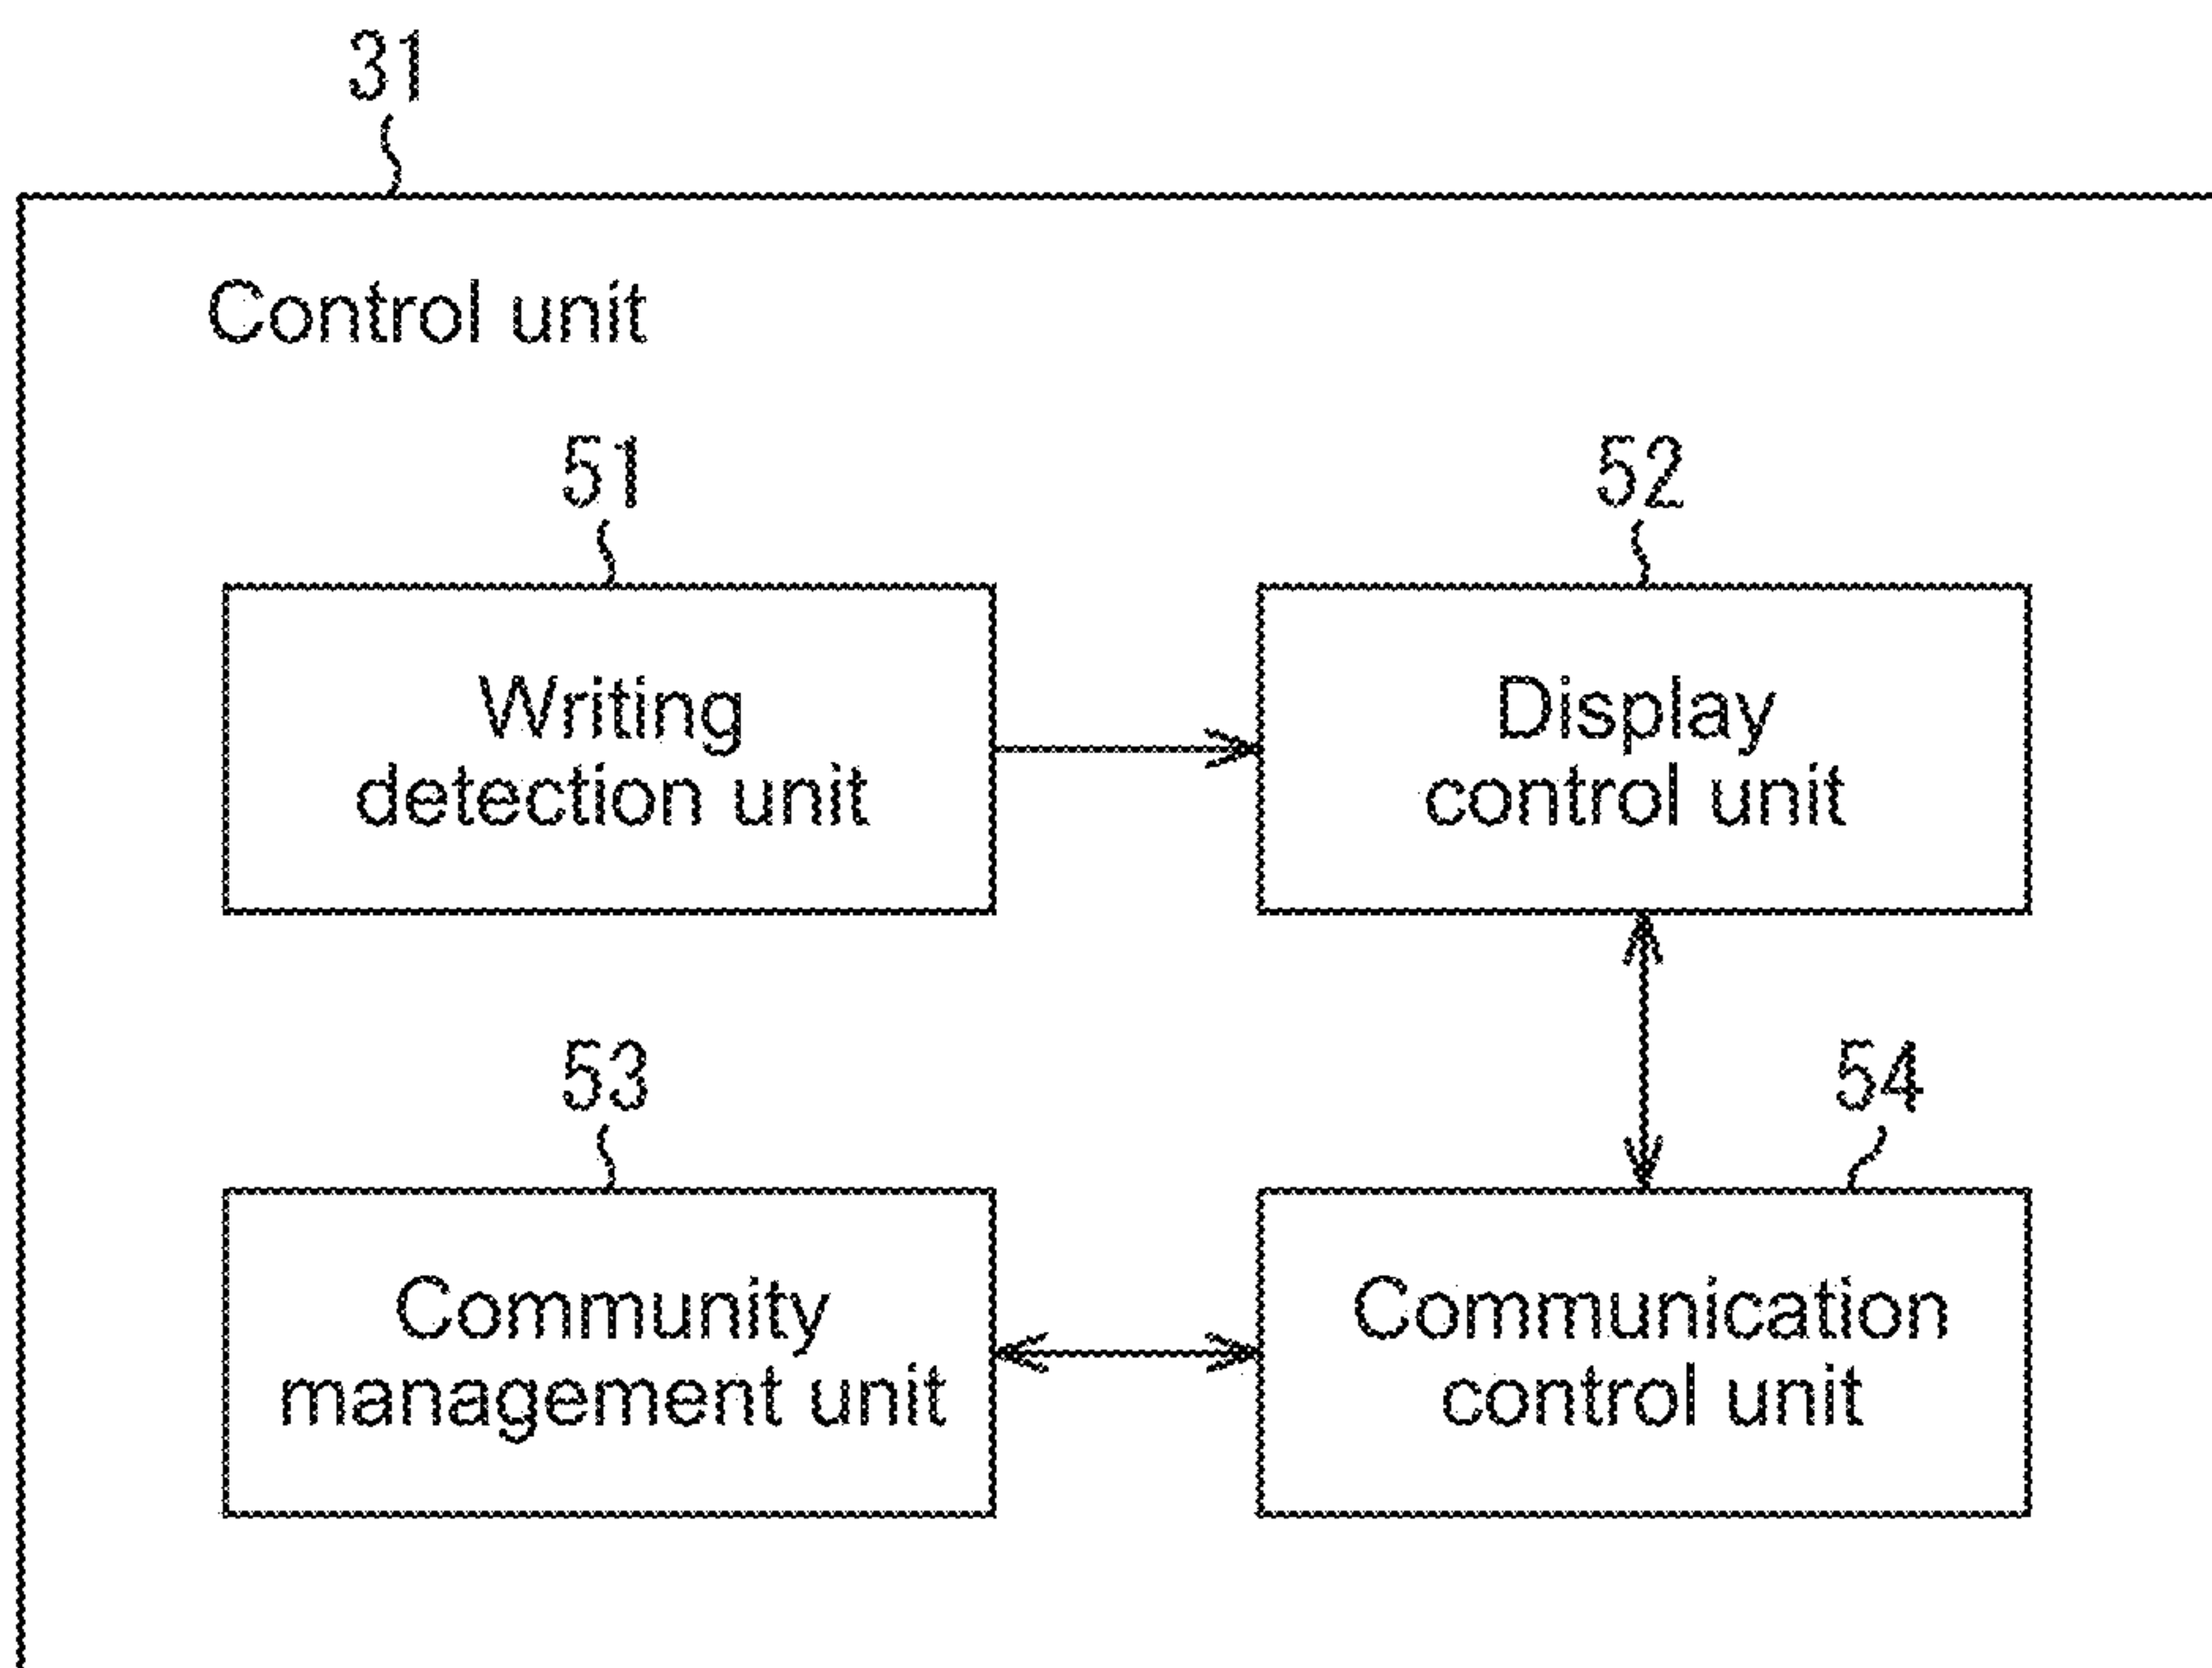 31
Control unit
51
52
Writing
detection unit
Display
control unit
53
54
Community
management unit
Communication
control unit